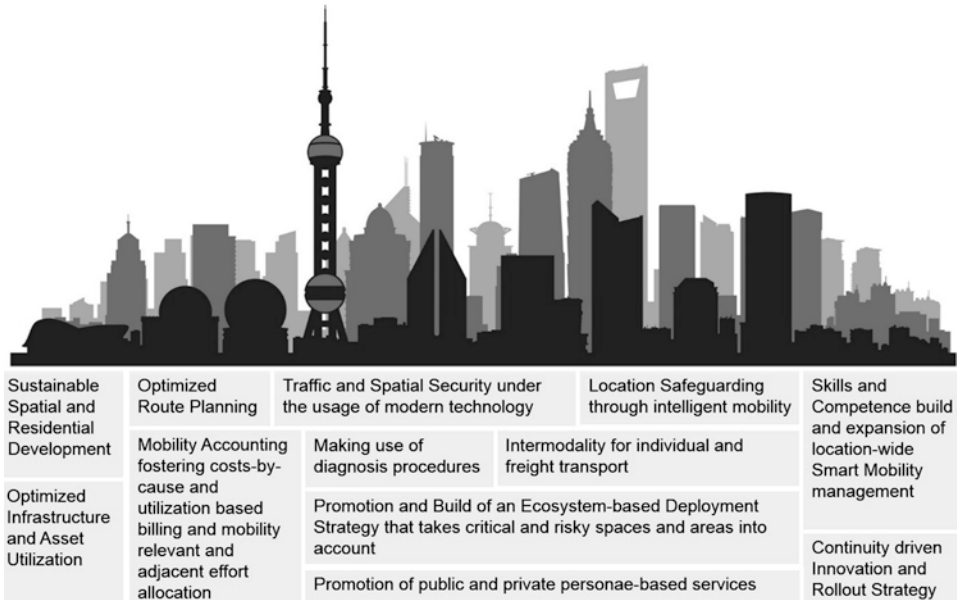 Sustainable
Spatial and
Residential
Development
Optimized
Infrastructure
and Asset
Utilization
Optimized
Route Planning
Mobility Accounting
fostering costs-by-
cause and
utilization based
billing and mobility
relevant and
adjacent effort
allocation
Traffic and Spatial Security under
the usage of modern technology
Location Safeguarding
through intelligent mobility
Making use of
diagnosis procedures
Intermodality for individual and
freight transport
Promotion and Build of an Ecosystem-based Deployment
Strategy that takes critical and risky spaces and areas into
account
Promotion of public and private personae-based services
Skills and
Competence build
and expansion of
location-wide
Smart Mobility
management
Continuity driven
Innovation and
Rollout Strategy